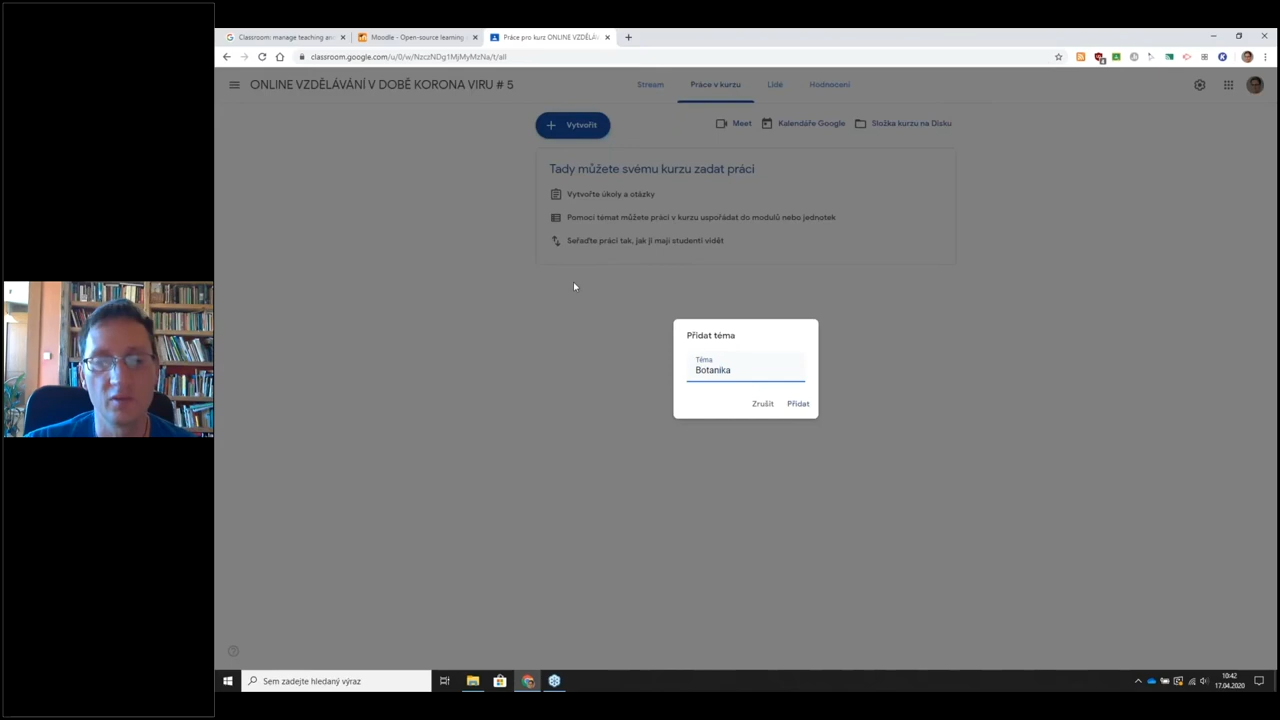 Classroom: manage teaching an
Moodle - Open-source learning
Práce pro kurz ONLINE VZDĚLÁV
classroom.google.com/u/0/w/NzczNDg1MjMyMzNa/t/all
ONLINE VZDĚLÁVÁNÍ V DOBĚ KORONA VIRU # 5
Stream
Práce v kurzu
Lidé
Hodnocení
Vytvořit
Meet
Kalendáře Google
Složka kurzu na Disku
Tady můžete svému kurzu zadat práci
Vytvořte úkoly a otázky
Pomocí témat můžete práci v kurzu uspořádat do modulů nebo jednotek
Seřaďte práci tak, jak ji mají studenti vidět
Přidat téma
Téma
Botanika
Zrušit
Přidat
Sem zadejte hledaný výraz
10:42
17.04.2020